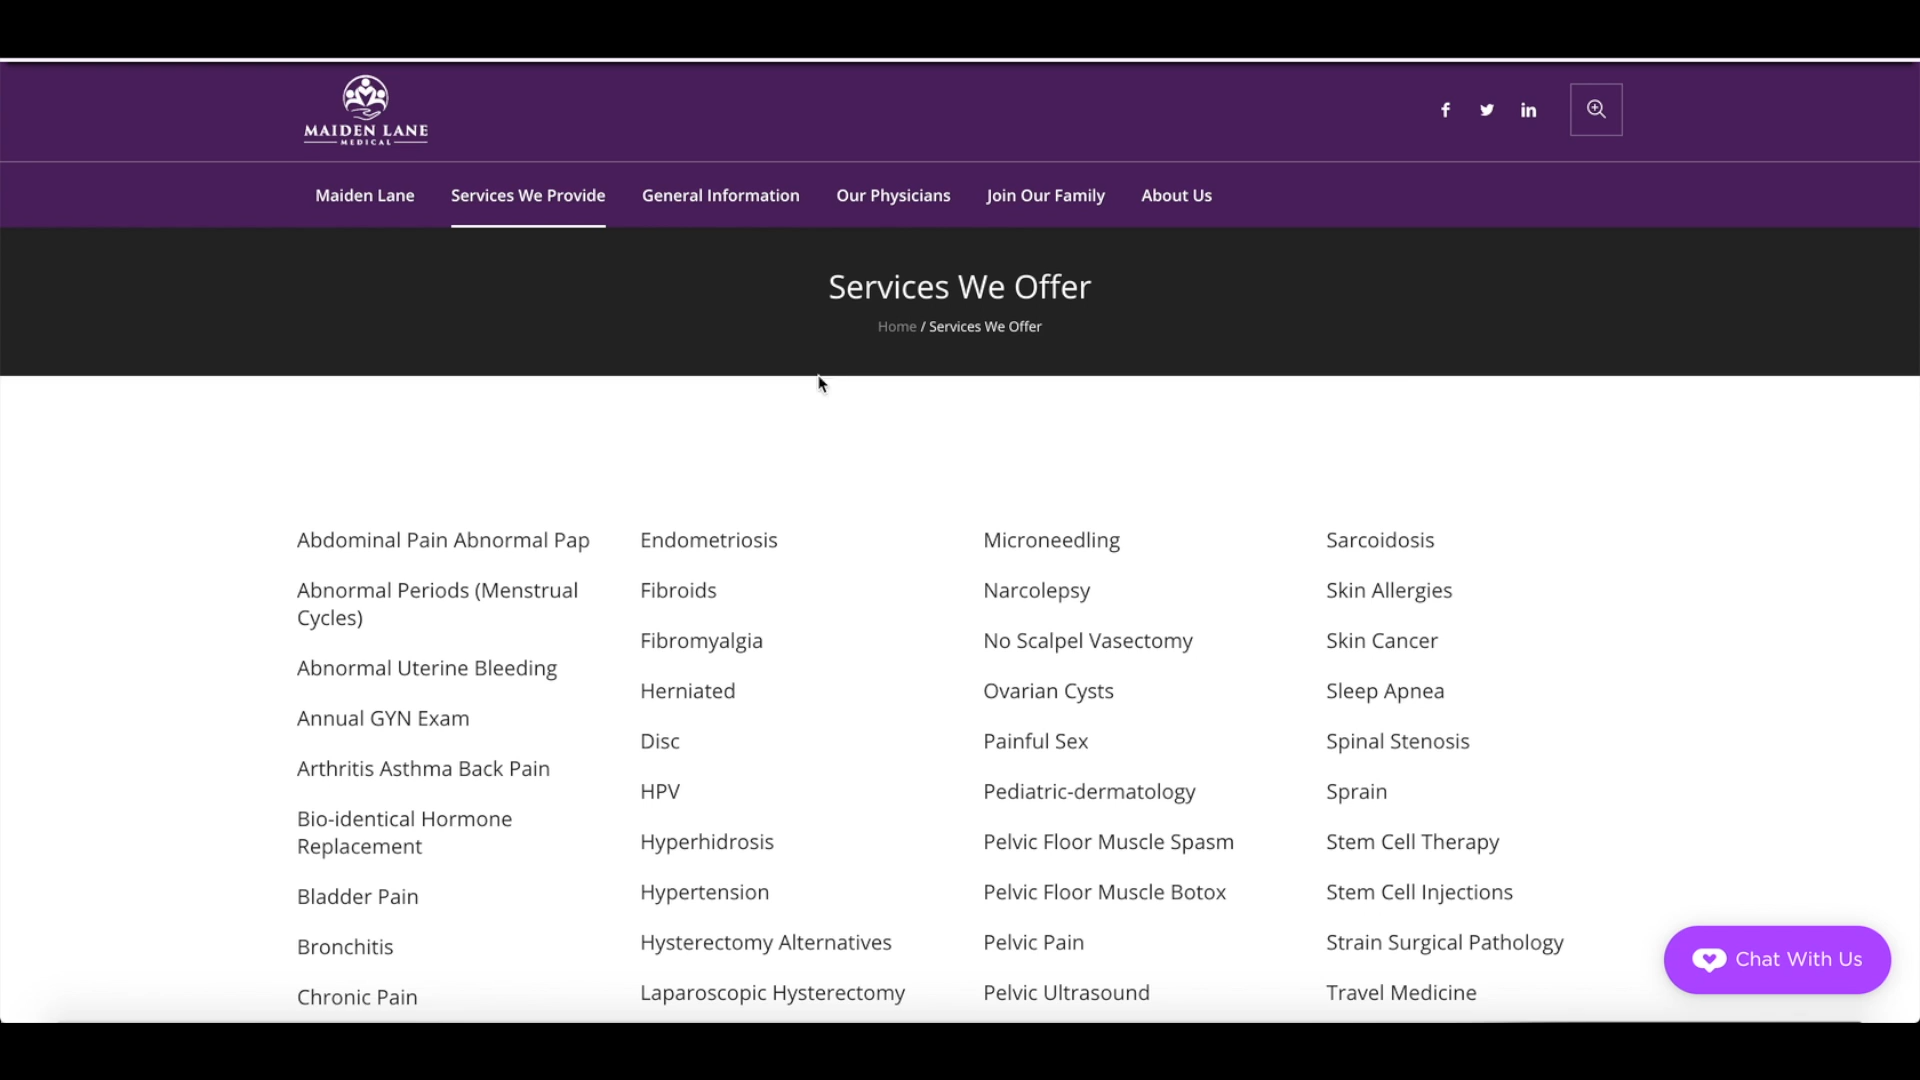 MAIDEN LANE
MEDICAL
Maiden Lane
Services We Provide
General Information
Our Physicians
Join Our Family
About Us
Services We Offer
Home / Services We Offer
Abdominal Pain Abnormal Pap
Abnormal Periods (Menstrual
Cycles)
Abnormal Uterine Bleeding
Annual GYN Exam
Arthritis Asthma Back Pain
Bio-identical Hormone
Replacement
Bladder Pain
Bronchitis
Chronic Pain
Endometriosis
Fibroids
Fibromyalgia
Herniated
Disc
HPV
Hyperhidrosis
Hypertension
Hysterectomy Alternatives
Laparoscopic Hysterectomy
Microneedling
Narcolepsy
No Scalpel Vasectomy
Ovarian Cysts
Painful Sex
Pediatric-dermatology
Pelvic Floor Muscle Spasm
Pelvic Floor Muscle Botox
Pelvic Pain
Pelvic Ultrasound
Sarcoidosis
Skin Allergies
Skin Cancer
Sleep Apnea
Spinal Stenosis
Sprain
Stem Cell Therapy
Stem Cell Injections
Strain Surgical Pathology
Travel Medicine
Chat With Us